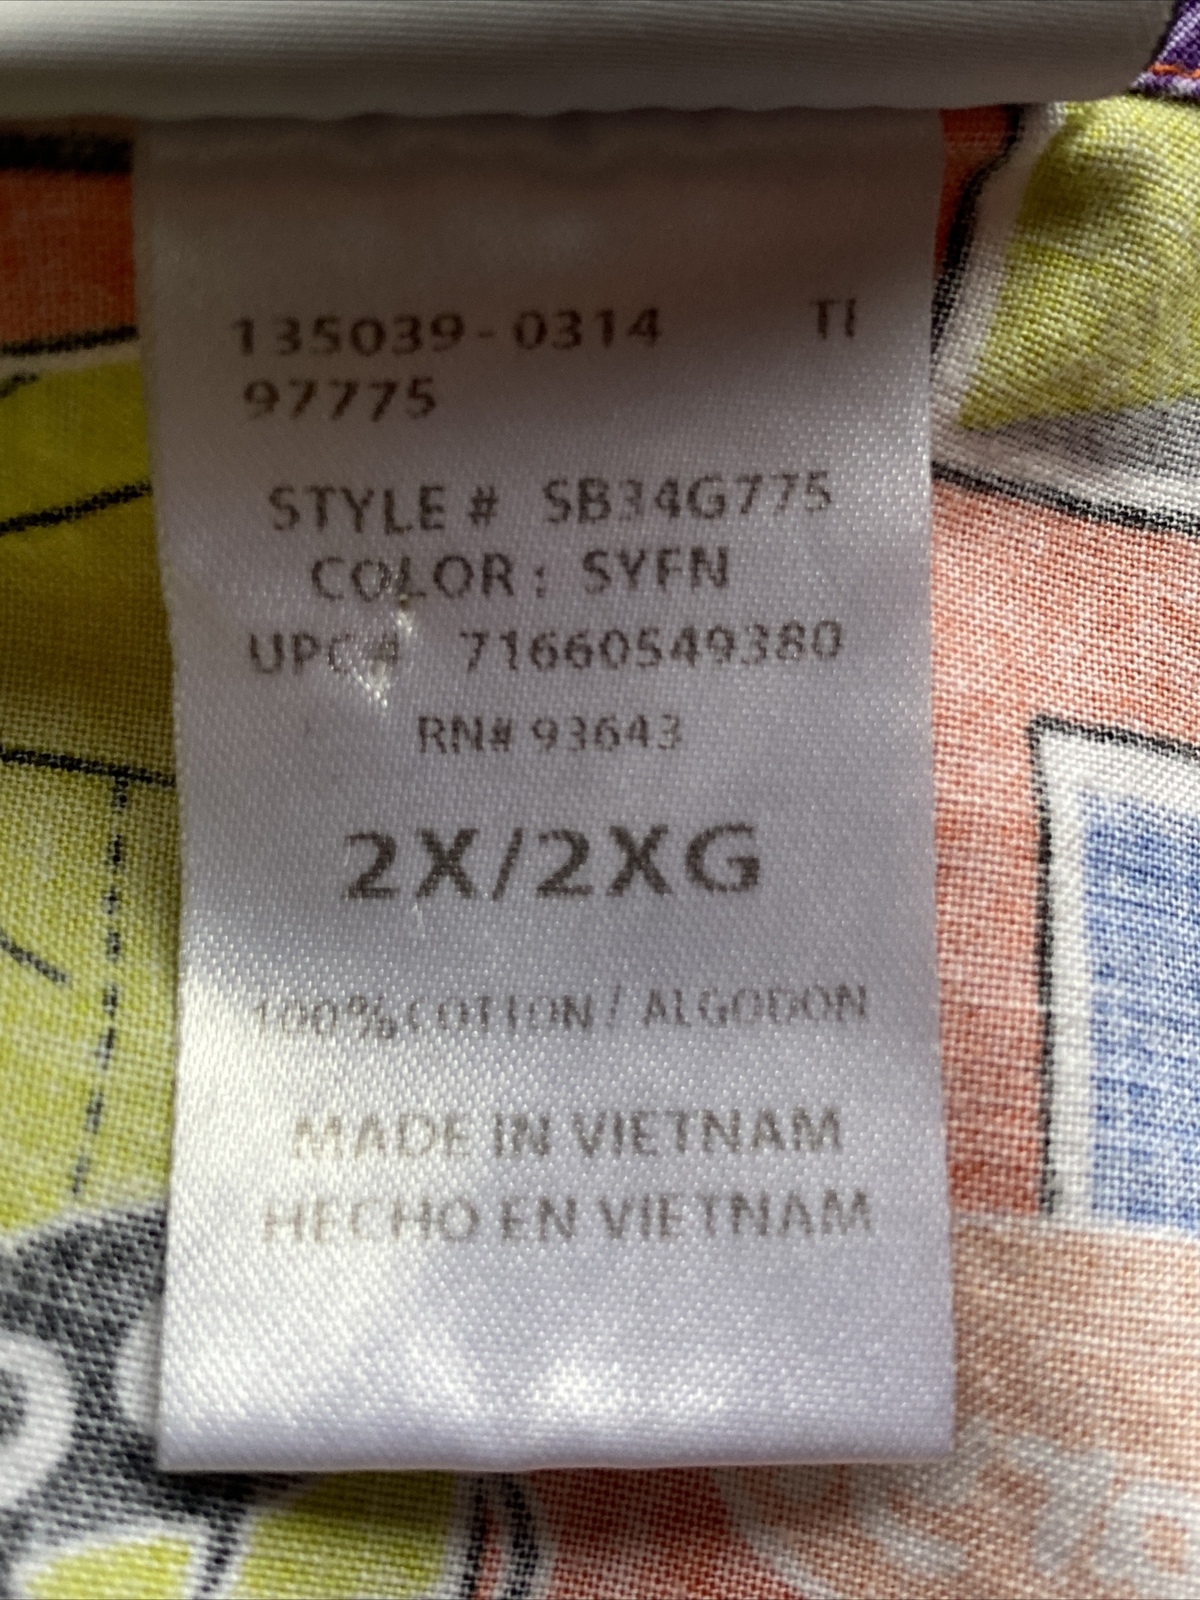 135039-0314 TI
97775
STYLE # SB34G775
COLOR: SYFN
UPC# 71660549380
RN# 93643
2X/2XG
100% COTTON / ALGODON
MADE IN VIETNAM
HECHO EN VIETNAM